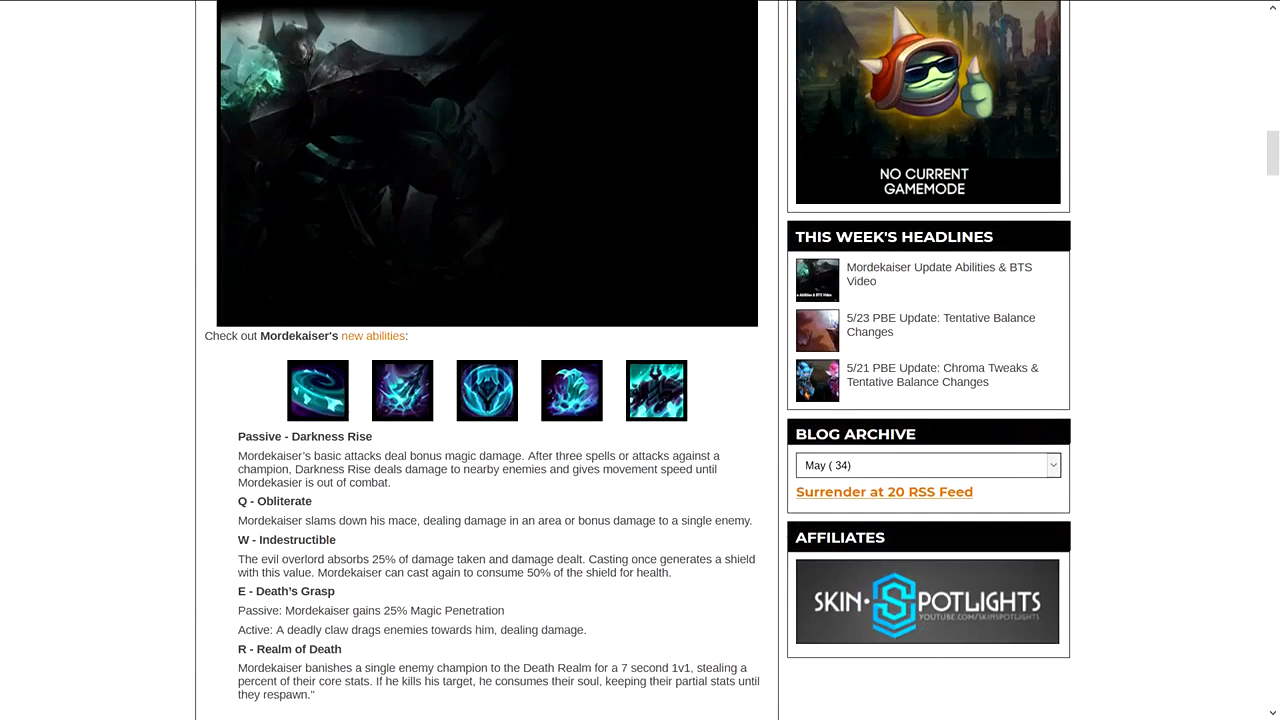 Check out Mordekaiser's new abilities:
Passive - Darkness Rise
Mordekaiser’s basic attacks deal bonus magic damage. After three spells or attacks against a
champion, Darkness Rise deals damage to nearby enemies and gives movement speed until
Mordekasier is out of combat.
Q - Obliterate
Mordekaiser slams down his mace, dealing damage in an area or bonus damage to a single enemy.
W - Indestructible
The evil overlord absorbs 25% of damage taken and damage dealt. Casting once generates a shield
with this value. Mordekaiser can cast again to consume 50% of the shield for health.
E - Death’s Grasp
Passive: Mordekaiser gains 25% Magic Penetration
Active: A deadly claw drags enemies towards him, dealing damage.
R - Realm of Death
Mordekaiser banishes a single enemy champion to the Death Realm for a 7 second 1v1, stealing a
percent of their core stats. If he kills his target, he consumes their soul, keeping their partial stats until
they respawn."
NO CURRENT
GAMEMODE
THIS WEEK'S HEADLINES
Mordekaiser Update Abilities & BTS
Video
5/23 PBE Update: Tentative Balance
Changes
5/21 PBE Update: Chroma Tweaks &
Tentative Balance Changes
BLOG ARCHIVE
May ( 34)
Surrender at 20 RSS Feed
AFFILIATES
SKIN•SPOTLIGHTS
YOUTUBE.COM/SKINSPOTLIGHTS